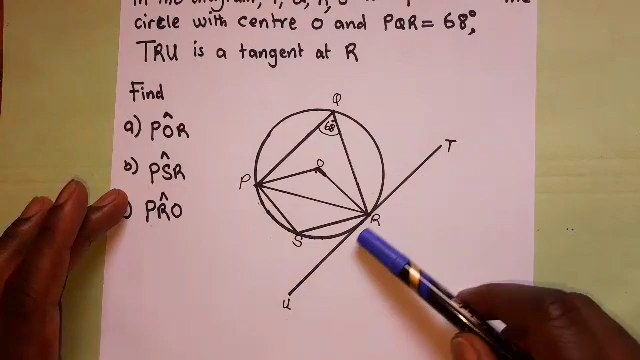 circle with centre O and PQR = 68°,
TRU is a tangent at R
Find
a) PÔR
b) PŜR
) PR̂O
Q
68°
T
O
P
R
S
U